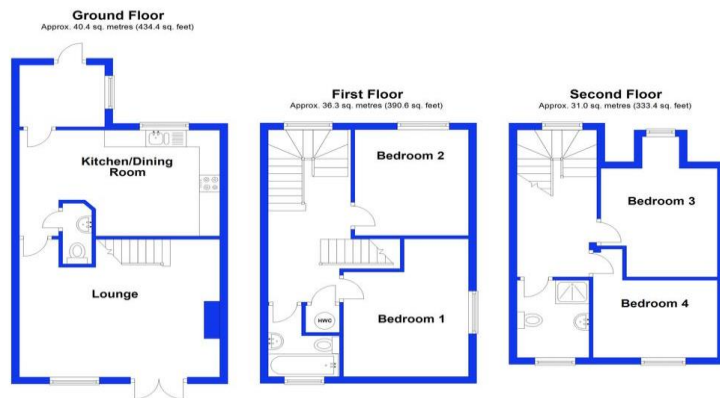 Ground Floor
Approx. 40.4 sq. metres (434.4 sq. feet)
Kitchen/Dining
Room
Lounge
First Floor
Approx. 36.3 sq. metres (390.6 sq. feet)
Bedroom 2
Bedroom 1
HWC
Second Floor
Approx. 31.0 sq. metres (333.4 sq. feet)
Bedroom 3
Bedroom 4